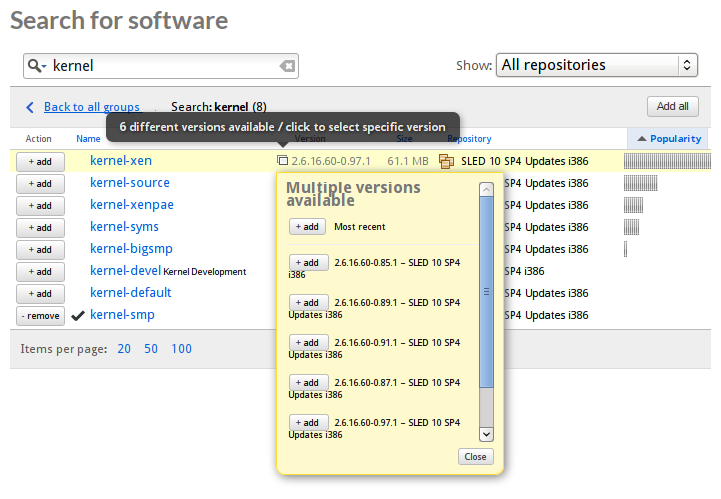 Search for software
kernel
Show: All repositories
Back to all groups Search: kernel (8) Add all
6 different versions available / click to select specific version
Action Name Version Size Repository Popularity
+ add kernel-xen 2.6.16.60-0.97.1 61.1 MB SLED 10 SP4 Updates i386
+ add kernel-source SP4 Updates i386
+ add kernel-xenpae SP4 Updates i386
+ add kernel-syms SP4 Updates i386
+ add kernel-bigsmp SP4 Updates i386
+ add kernel-devel Kernel Development SP4 i386
+ add kernel-default SP4 Updates i386
- remove kernel-smp SP4 Updates i386
Items per page: 20 50 100
Multiple versions
available
+ add Most recent
+ add 2.6.16.60-0.85.1 – SLED 10 SP4
i386
+ add 2.6.16.60-0.89.1 – SLED 10 SP4
Updates i386
+ add 2.6.16.60-0.91.1 – SLED 10 SP4
Updates i386
+ add 2.6.16.60-0.87.1 – SLED 10 SP4
Updates i386
+ add 2.6.16.60-0.97.1 – SLED 10 SP4
Updates i386
Close